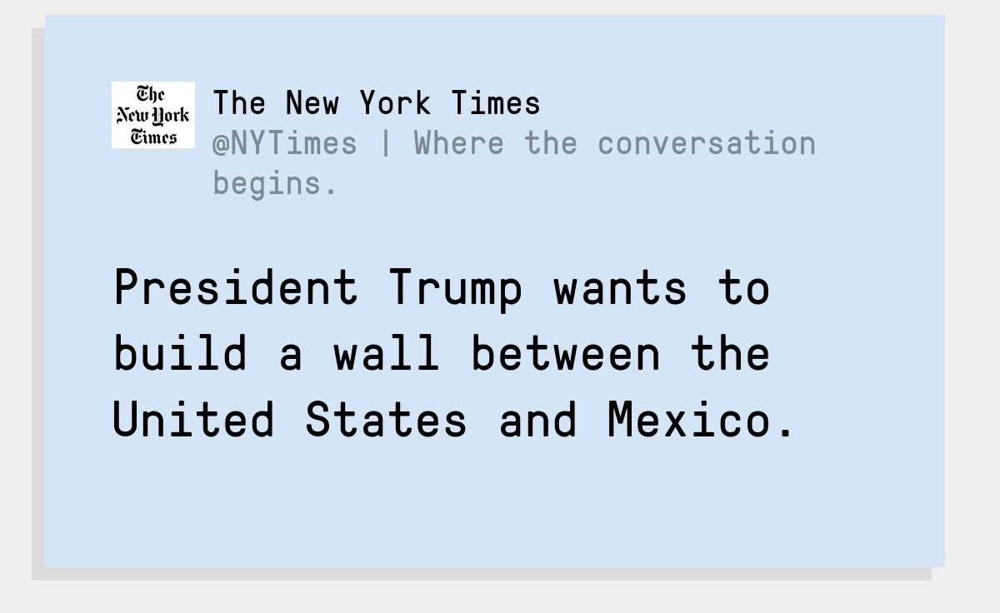 The
New York
Times
The New York Times
@NYTimes | Where the conversation
begins.
President Trump wants to
build a wall between the
United States and Mexico.